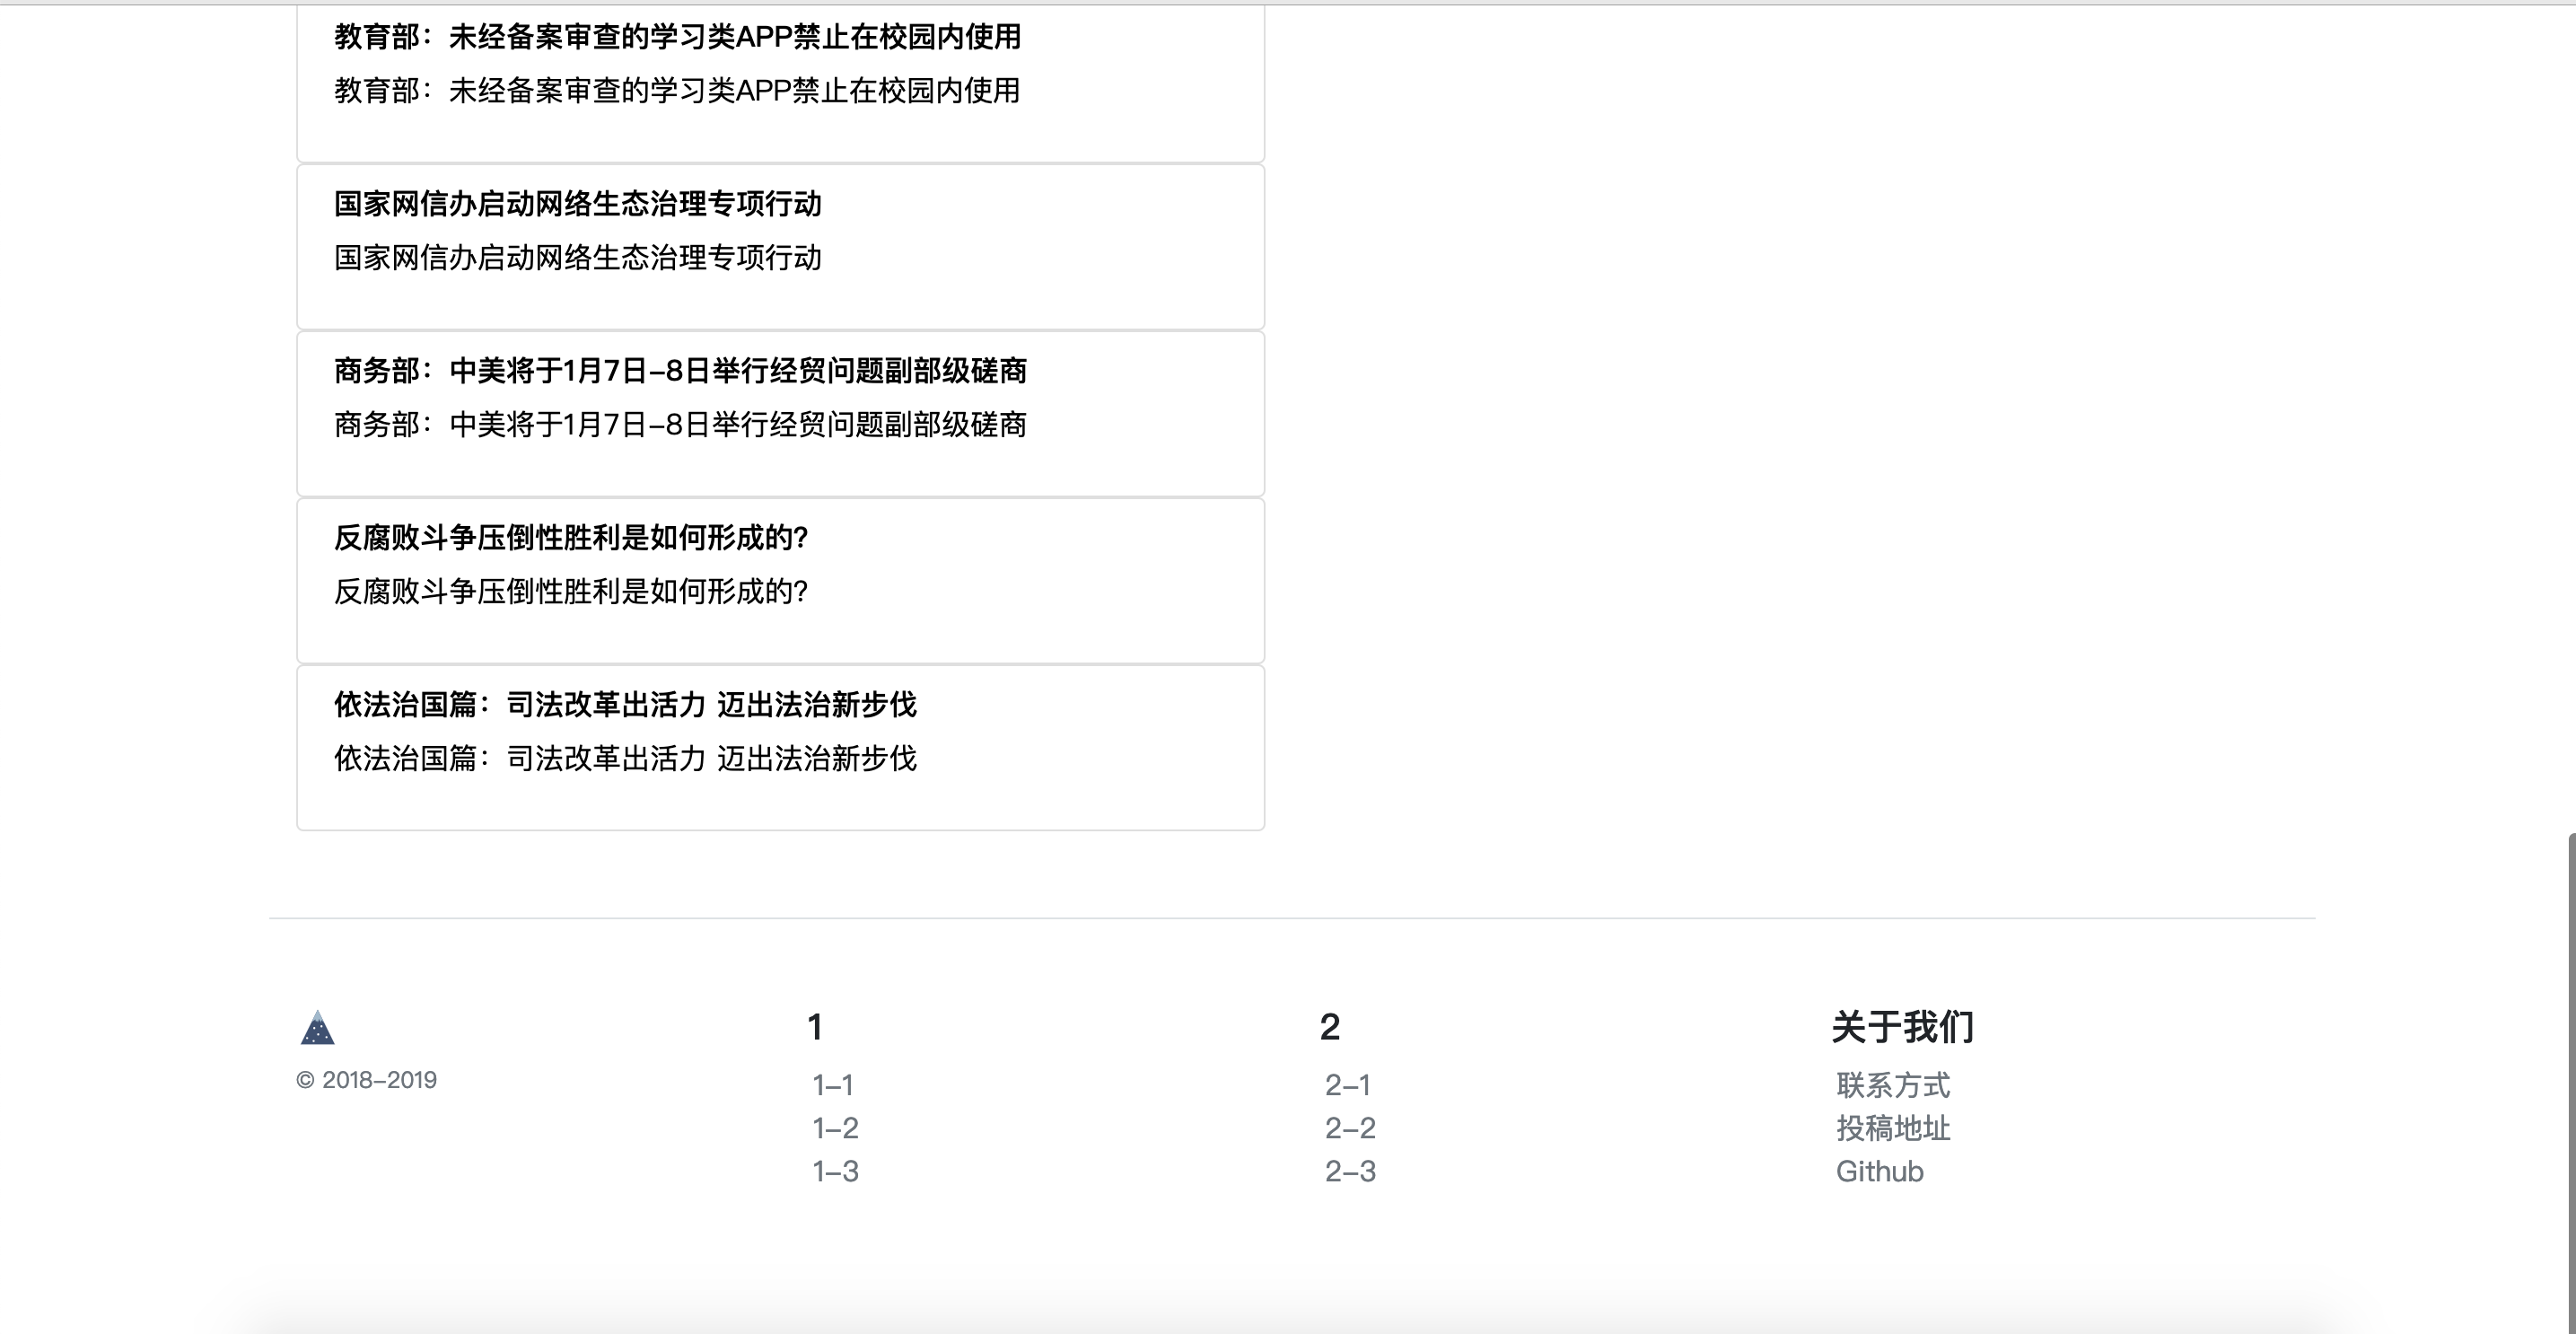 教育部：未经备案审查的学习类APP禁止在校园内使用
教育部：未经备案审查的学习类APP禁止在校园内使用
国家网信办启动网络生态治理专项行动
国家网信办启动网络生态治理专项行动
商务部：中美将于1月7日-8日举行经贸问题副部级磋商
商务部：中美将于1月7日-8日举行经贸问题副部级磋商
反腐败斗争压倒性胜利是如何形成的?
反腐败斗争压倒性胜利是如何形成的?
依法治国篇：司法改革出活力 迈出法治新步伐
依法治国篇：司法改革出活力 迈出法治新步伐
© 2018-2019
1
1-1
1-2
1-3
2
2-1
2-2
2-3
关于我们
联系方式
投稿地址
Github